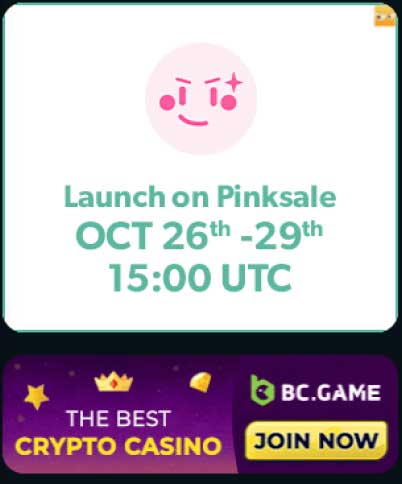 Launch on Pinksale
OCT 26th -29th
15:00 UTC
THE BEST
CRYPTO CASINO
BC.GAME
JOIN NOW